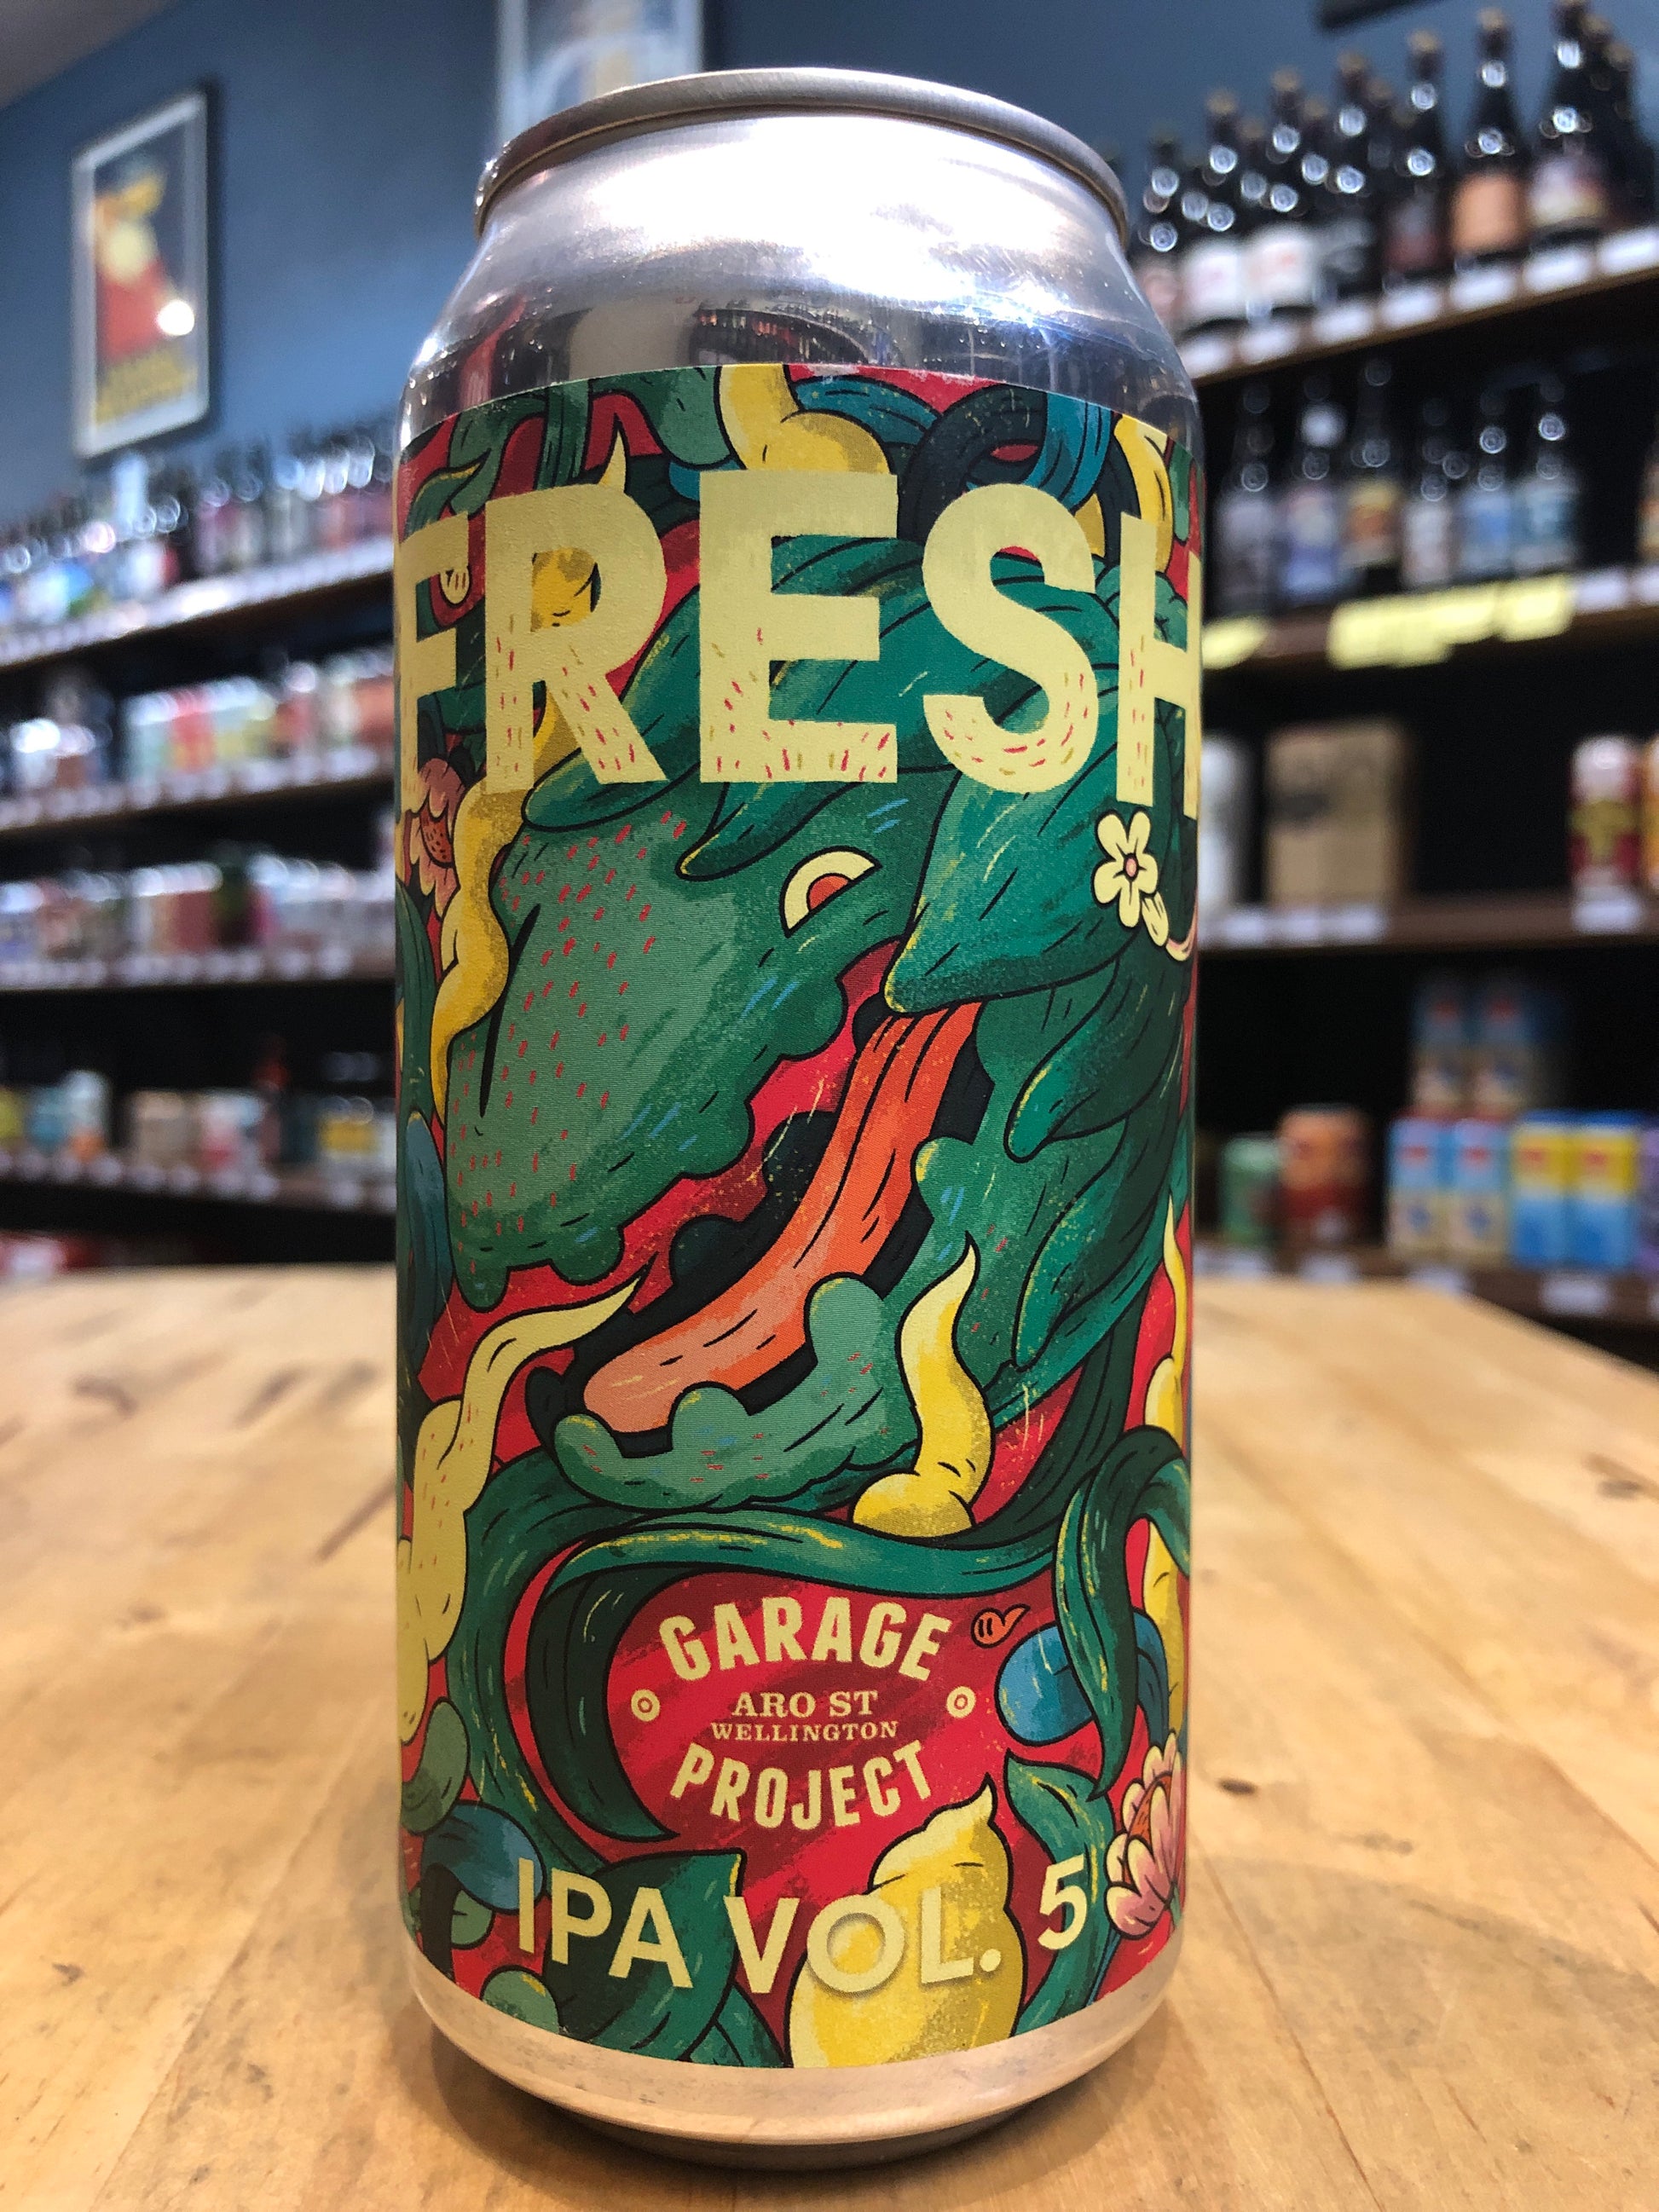 FRESH
GARAGE
ARO ST
WELLINGTON
PROJECT
IPA VOL. 5